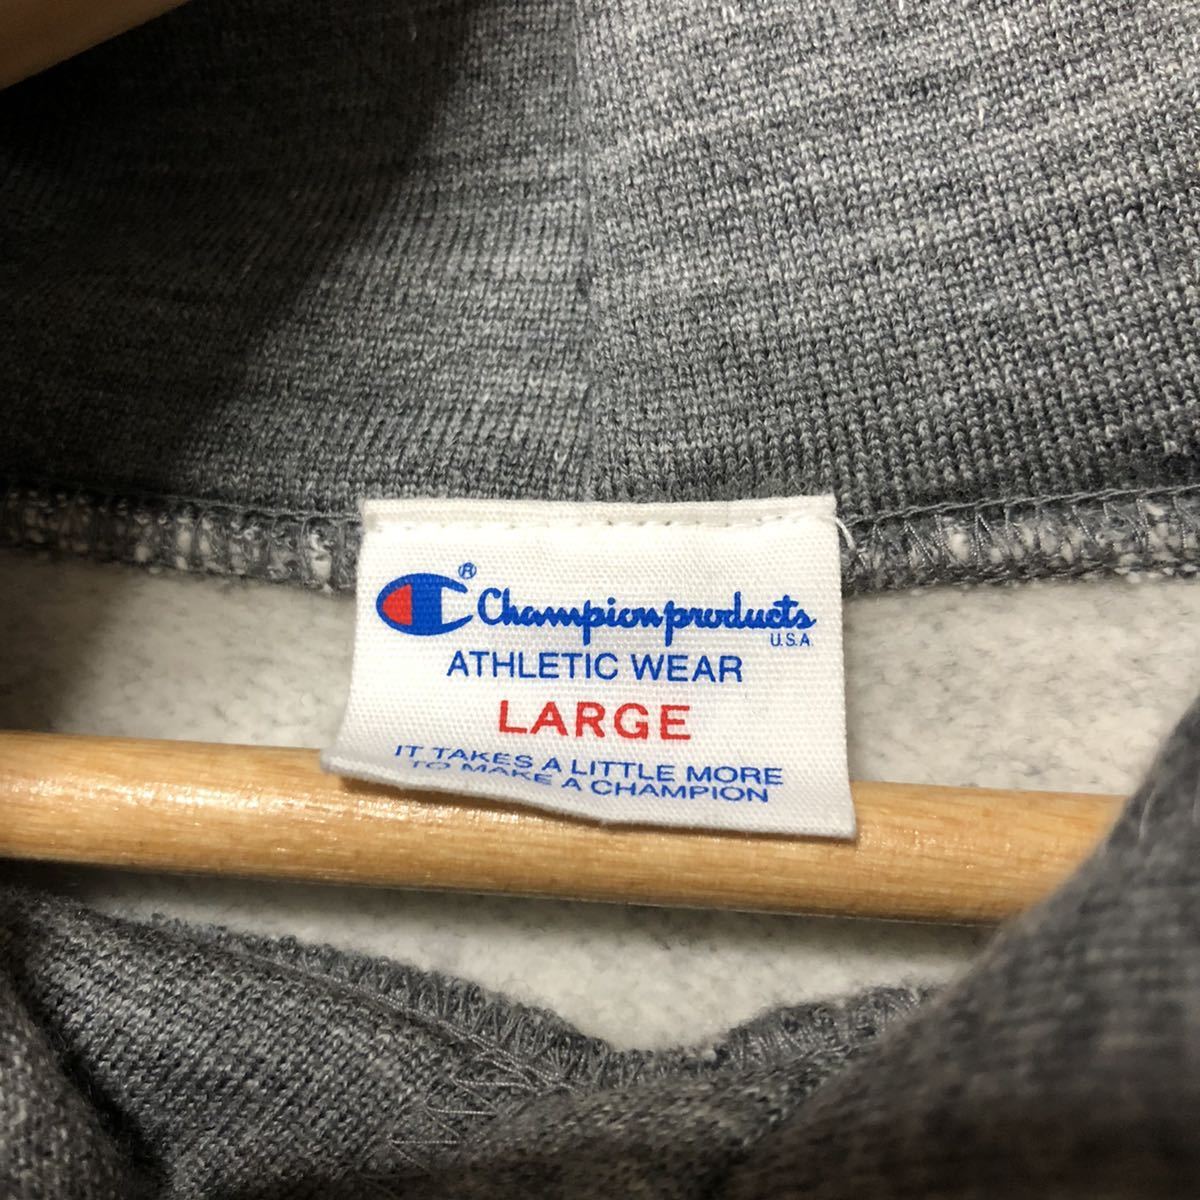 ®
Champion products
U.S.A.
ATHLETIC WEAR
LARGE
IT TAKES A LITTLE MORE
TO MAKE A CHAMPION